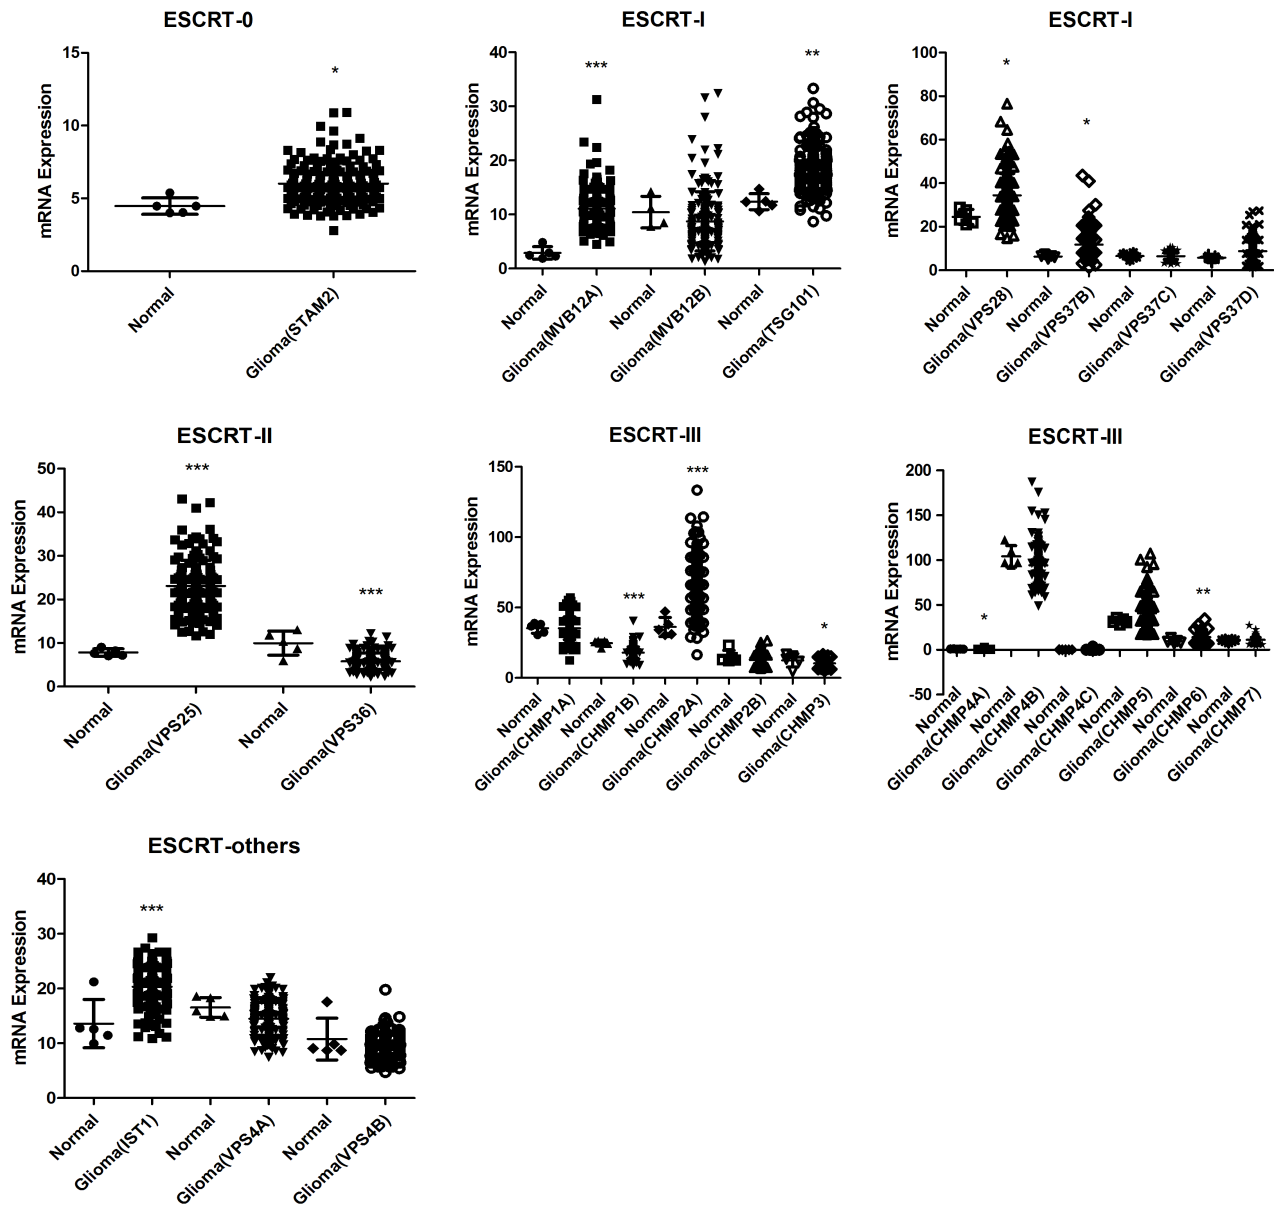 ESCRT-0
mRNA Expression
15
10
5
0
*
Normal
Glioma(STAM2)
ESCRT-I
mRNA Expression
40
30
20
10
0
***
**
Normal
Glioma(MVB12A)
Normal
Glioma(MVB12B)
Normal
Glioma(TSG101)
ESCRT-I
mRNA Expression
100
80
60
40
20
0
*
*
Normal
Glioma(VPS28)
Normal
Glioma(VPS37B)
Normal
Glioma(VPS37C)
Normal
Glioma(VPS37D)
ESCRT-II
mRNA Expression
50
40
30
20
10
0
***
***
Normal
Glioma(VPS25)
Normal
Glioma(VPS36)
ESCRT-III
mRNA Expression
150
100
50
0
***
***
*
Normal
Glioma(CHMP1A)
Normal
Glioma(CHMP1B)
Normal
Glioma(CHMP2A)
Normal
Glioma(CHMP2B)
Normal
Glioma(CHMP3)
ESCRT-III
mRNA Expression
200
150
100
50
0
-50
*
**
*
Normal
Glioma(CHMP4A)
Normal
Glioma(CHMP4B)
Normal
Glioma(CHMP4C)
Normal
Glioma(CHMP5)
Normal
Glioma(CHMP6)
Normal
Glioma(CHMP7)
ESCRT-others
mRNA Expression
40
30
20
10
0
***
Normal
Glioma(IST1)
Normal
Glioma(VPS4A)
Normal
Glioma(VPS4B)